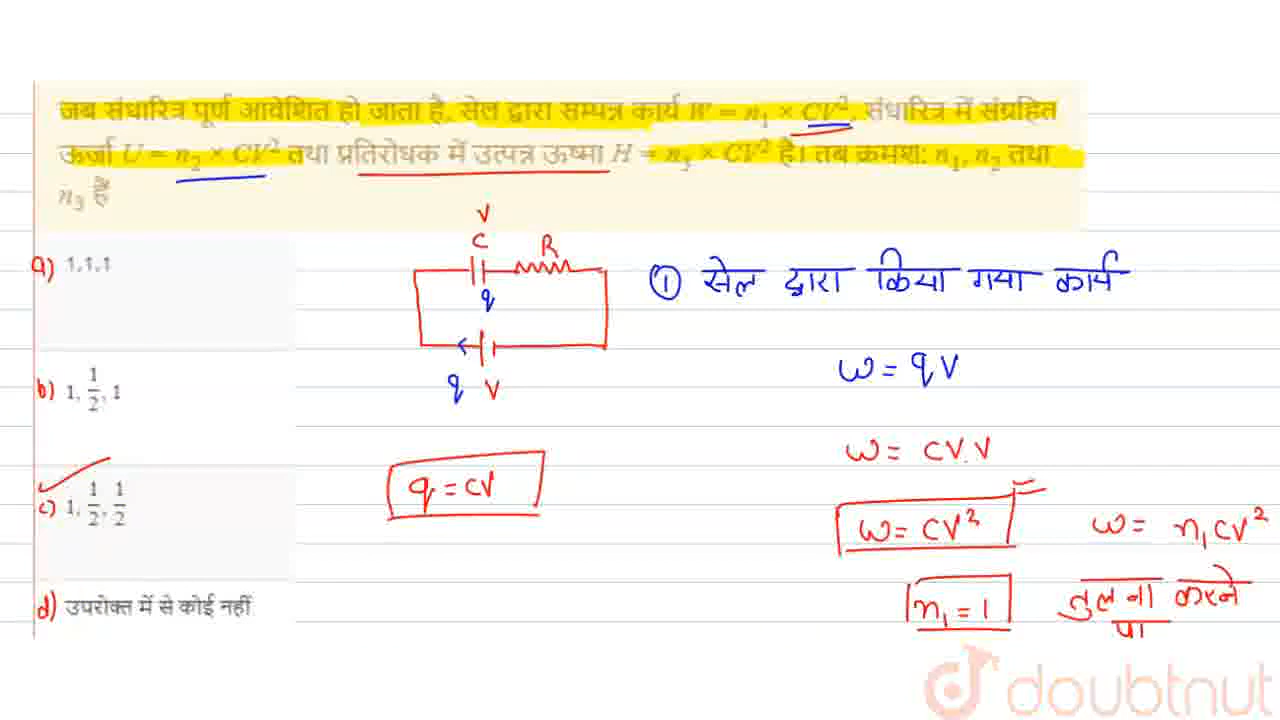 जब संधारित्र पूर्ण आवेशित हो जाता है, सेल द्वारा सम्पन्न कार्य W = n₁ × CV², संधारित्र में संग्रहित
ऊर्जा U = n₂ × CV² तथा प्रतिरोधक में उत्पन्न ऊष्मा H = n₃ × CV² है। तब क्रमशः n₁, n₂ तथा
n₃ हैं
a) 1,1,1
b) 1, 1/2, 1
c) 1, 1/2, 1/2
d) उपरोक्त में से कोई नहीं
V
C
R
q
q V
q = CV
① सेल द्वारा किया गया कार्य
ω = qV
ω = CV.V
ω = CV²
ω = n₁CV²
n₁ = 1
तुलना करने
पा
doubtnut